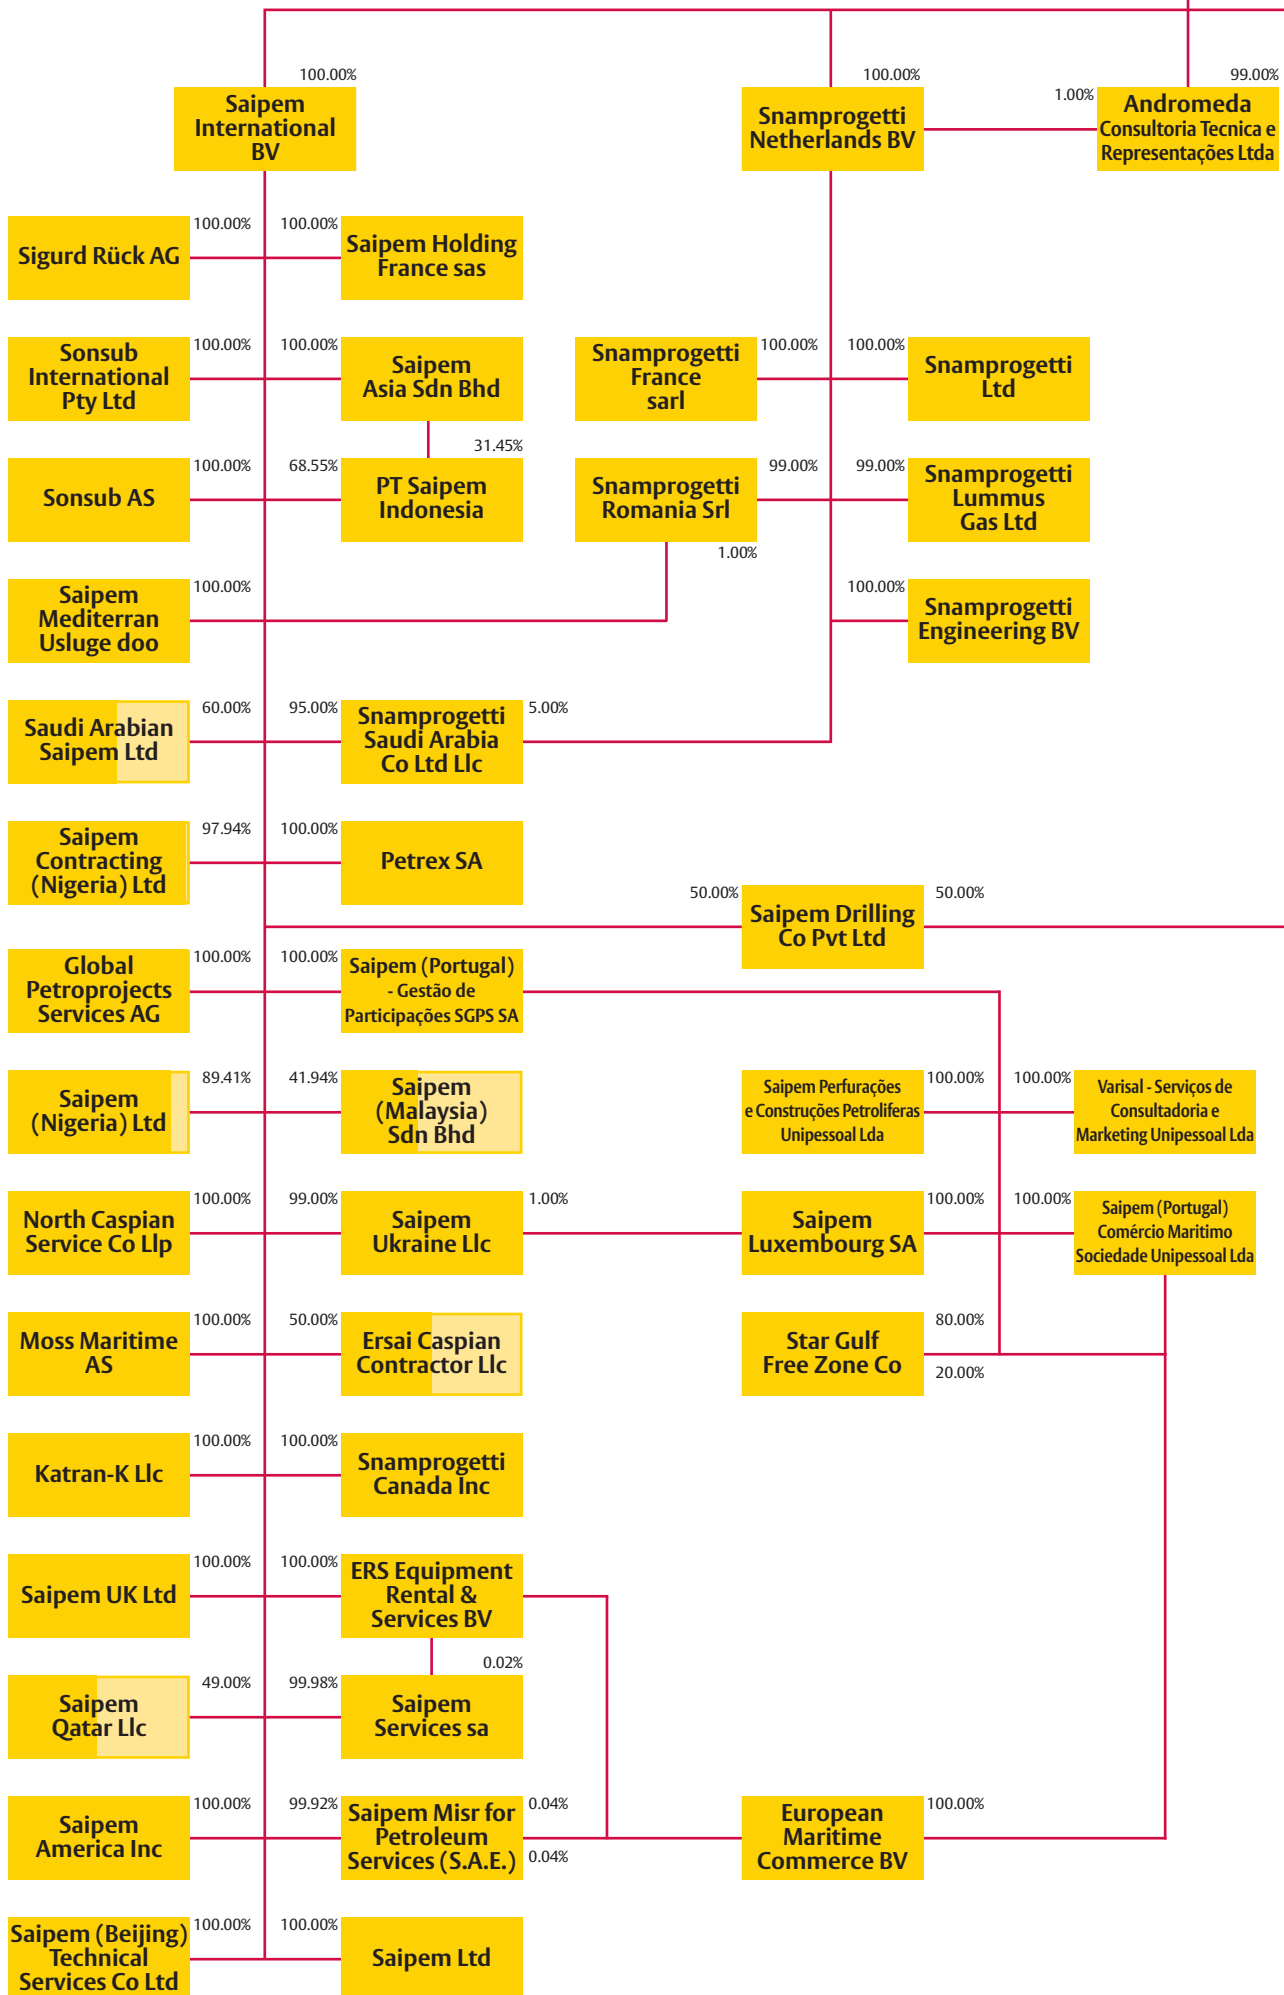 100.00%
Saipem
International
BV
100.00%
Snamprogetti
Netherlands BV
1.00%
99.00%
Andromeda
Consultoria Tecnica e
Representações Ltda
Sigurd Rück AG
100.00%
100.00%
Saipem Holding
France sas
Sonsub
International
Pty Ltd
100.00%
100.00%
Saipem
Asia Sdn Bhd
Snamprogetti
France
sarl
100.00%
100.00%
Snamprogetti
Ltd
31.45%
Sonsub AS
100.00%
68.55%
PT Saipem
Indonesia
Snamprogetti
Romania Srl
99.00%
99.00%
Snamprogetti
Lummus
Gas Ltd
1.00%
Saipem
Mediterran
Usluge doo
100.00%
100.00%
Snamprogetti
Engineering BV
Saudi Arabian
Saipem Ltd
60.00%
95.00%
Snamprogetti
Saudi Arabia
Co Ltd Llc
5.00%
Saipem
Contracting
(Nigeria) Ltd
97.94%
100.00%
Petrex SA
50.00%
Saipem Drilling
Co Pvt Ltd
50.00%
Global
Petroprojects
Services AG
100.00%
100.00%
Saipem (Portugal)
- Gestão de
Participações SGPS SA
Saipem
(Nigeria) Ltd
89.41%
41.94%
Saipem
(Malaysia)
Sdn Bhd
Saipem Perfurações
e Construções Petrolíferas
Unipessoal Lda
100.00%
100.00%
Varisal - Serviços de
Consultadoria e
Marketing Unipessoal Lda
North Caspian
Service Co Llp
100.00%
99.00%
Saipem
Ukraine Llc
1.00%
Saipem
Luxembourg SA
100.00%
100.00%
Saipem (Portugal)
Comércio Marítimo
Sociedade Unipessoal Lda
Moss Maritime
AS
100.00%
50.00%
Ersai Caspian
Contractor Llc
Star Gulf
Free Zone Co
80.00%
20.00%
Katran-K Llc
100.00%
100.00%
Snamprogetti
Canada Inc
Saipem UK Ltd
100.00%
100.00%
ERS Equipment
Rental &
Services BV
0.02%
Saipem
Qatar Llc
49.00%
99.98%
Saipem
Services sa
Saipem
America Inc
100.00%
99.92%
Saipem Misr for
Petroleum
Services (S.A.E.)
0.04%
0.04%
European
Maritime
Commerce BV
100.00%
Saipem (Beijing)
Technical
Services Co Ltd
100.00%
100.00%
Saipem Ltd